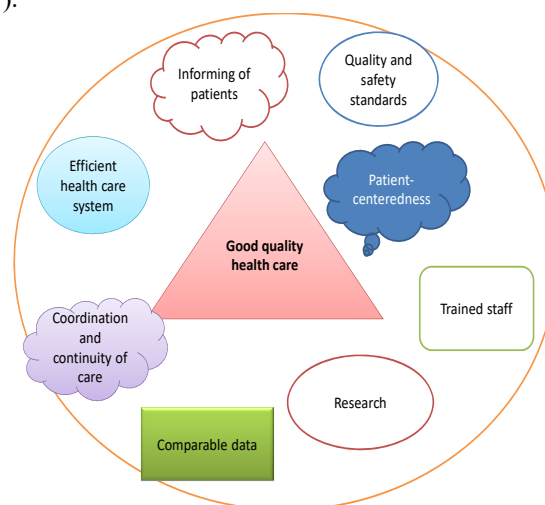 ).
Informing of
patients
Quality and
safety
standards
Efficient
health care
system
Patient-
centeredness
Good quality
health care
Trained staff
Coordination
and
continuity of
care
Research
Comparable data